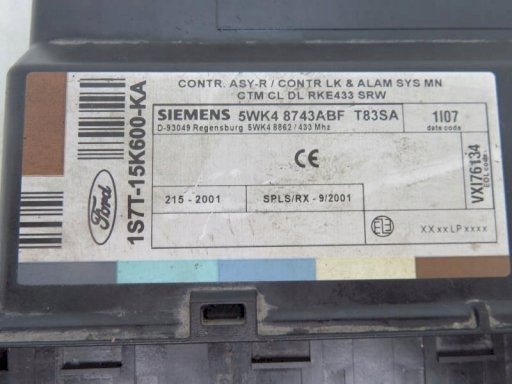 CONTR. ASY-R / CONTR LK & ALAM SYS MN
CTM CL DL RKE433 SRW
SIEMENS 5WK4 8743ABF T83SA
D-93049 Regensburg 5WK4 8862 / 433 Mhz
1107
date code
CE
VXI76134
EOL code
215 - 2001
SPLS/RX - 9/2001
XXxxLPxxxx
Ford
1S7T-15K600-KA